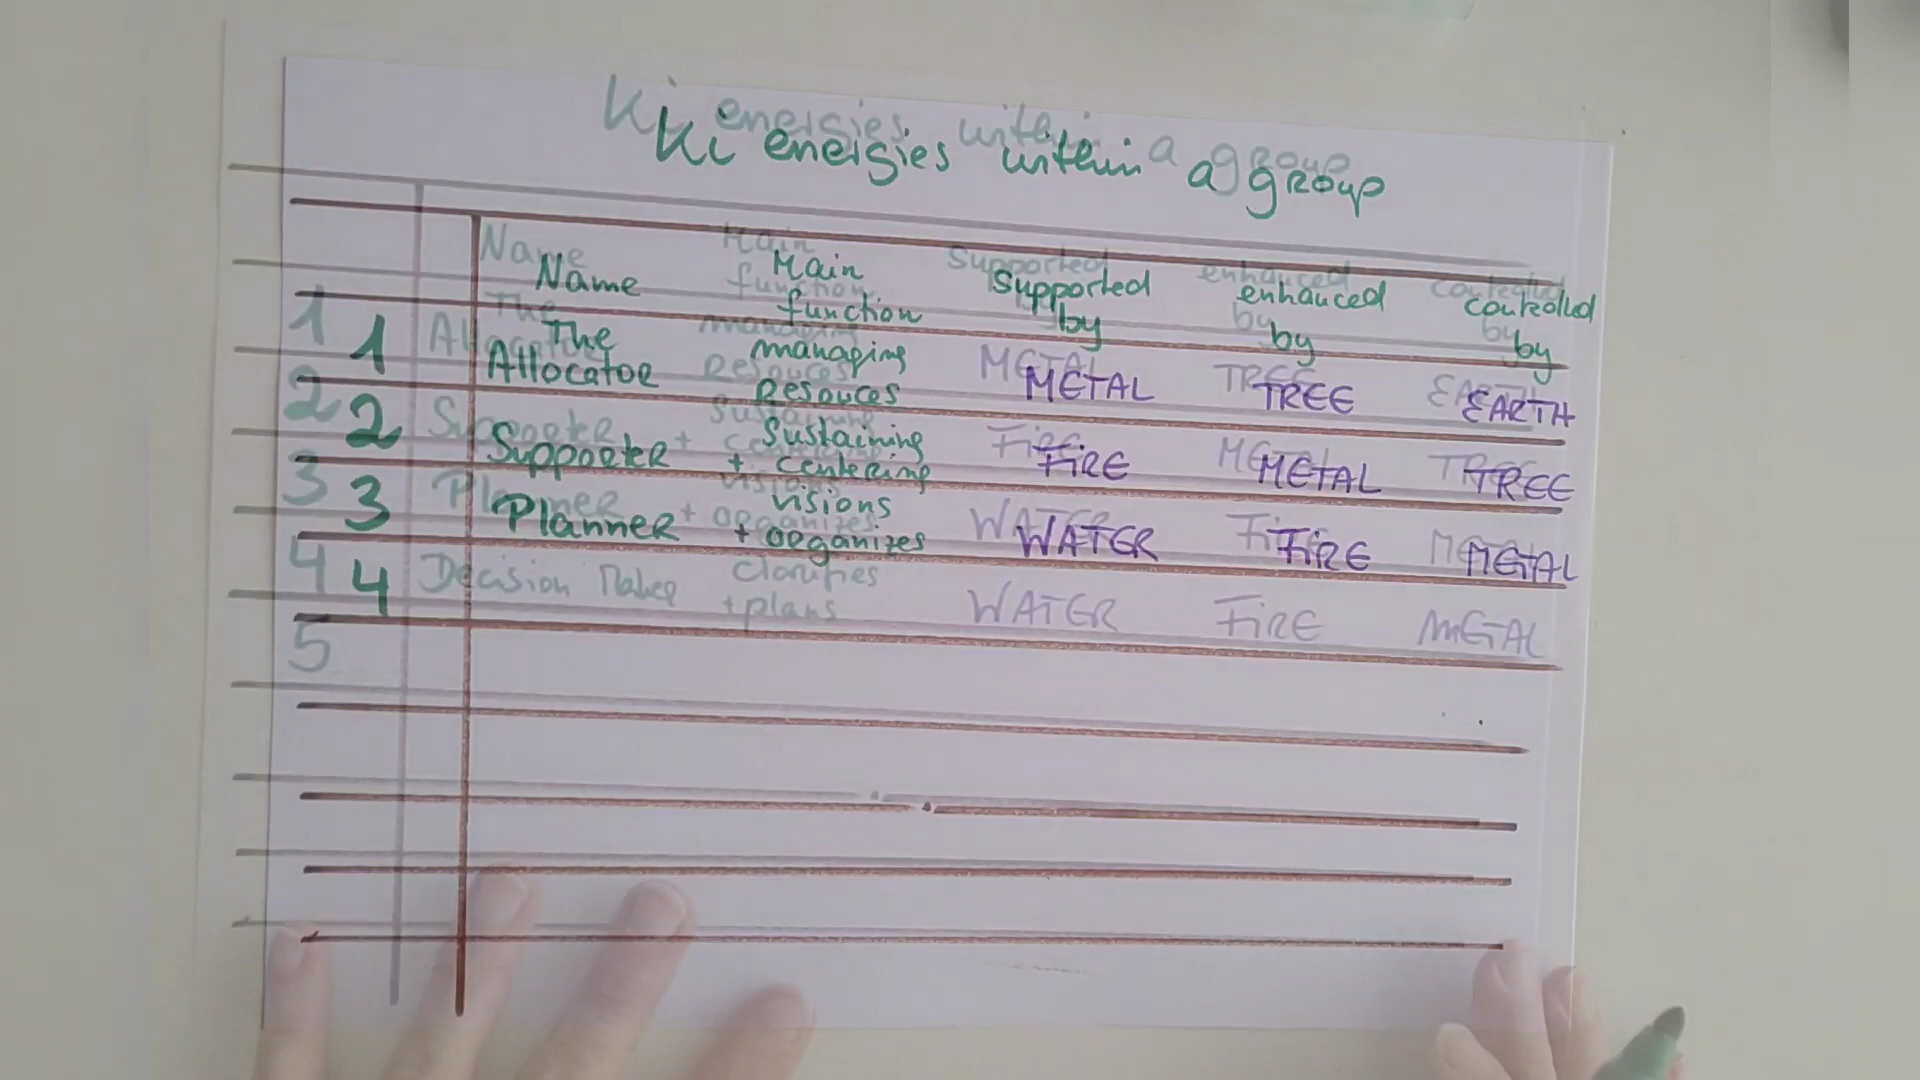 Ki energies within a group
Name Main function Supported by enhanced by controlled by
1 The Allocator managing Resouces METAL TREE EARTH
2 Supporter sustaining + centering FIRE METAL TREE
3 Planner visions + organizes WATER FIRE METAL
4 Decision Maker clarifies + plans WATER FIRE METAL
5